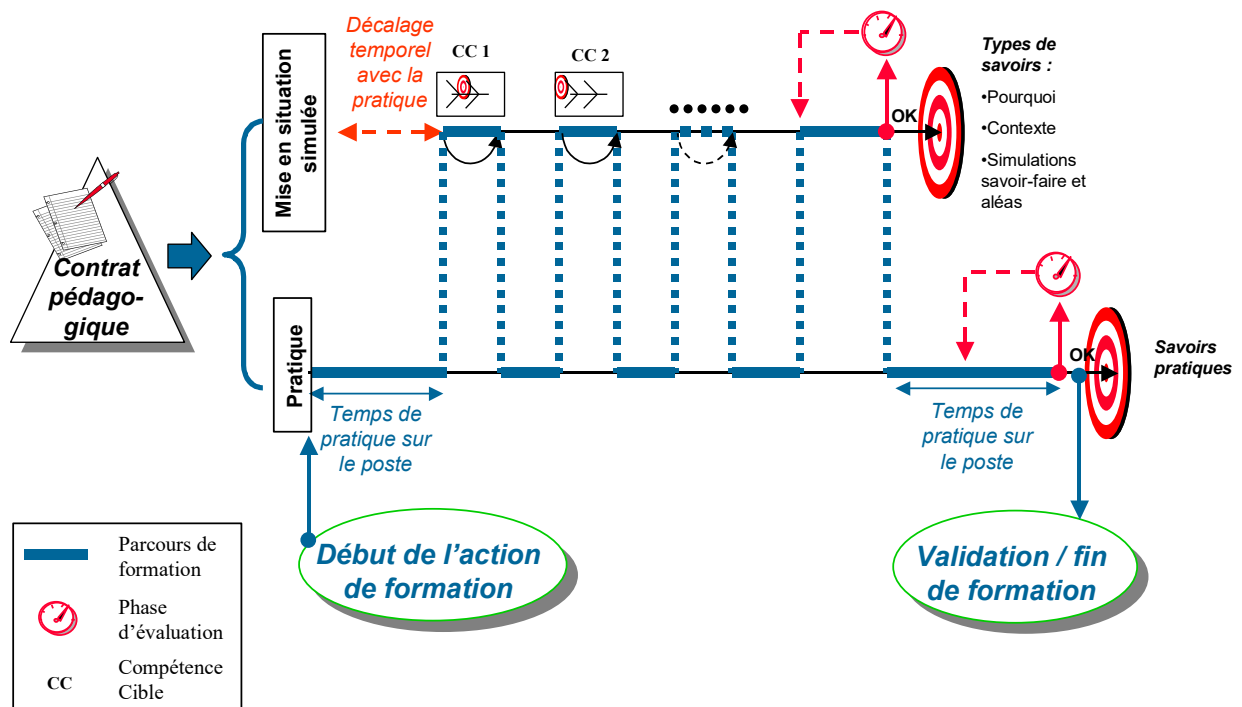 Contrat
pédago-
gique
Mise en situation
simulée
Décalage
temporel
avec la
pratique
CC 1
CC 2
OK
Types de
savoirs :
•Pourquoi
•Contexte
•Simulations
savoir-faire et
aléas
Pratique
Temps de
pratique sur
le poste
Temps de
pratique sur
le poste
OK
Savoirs
pratiques
Début de l’action
de formation
Validation / fin
de formation
Parcours de
formation
Phase
d’évaluation
CC
Compétence
Cible